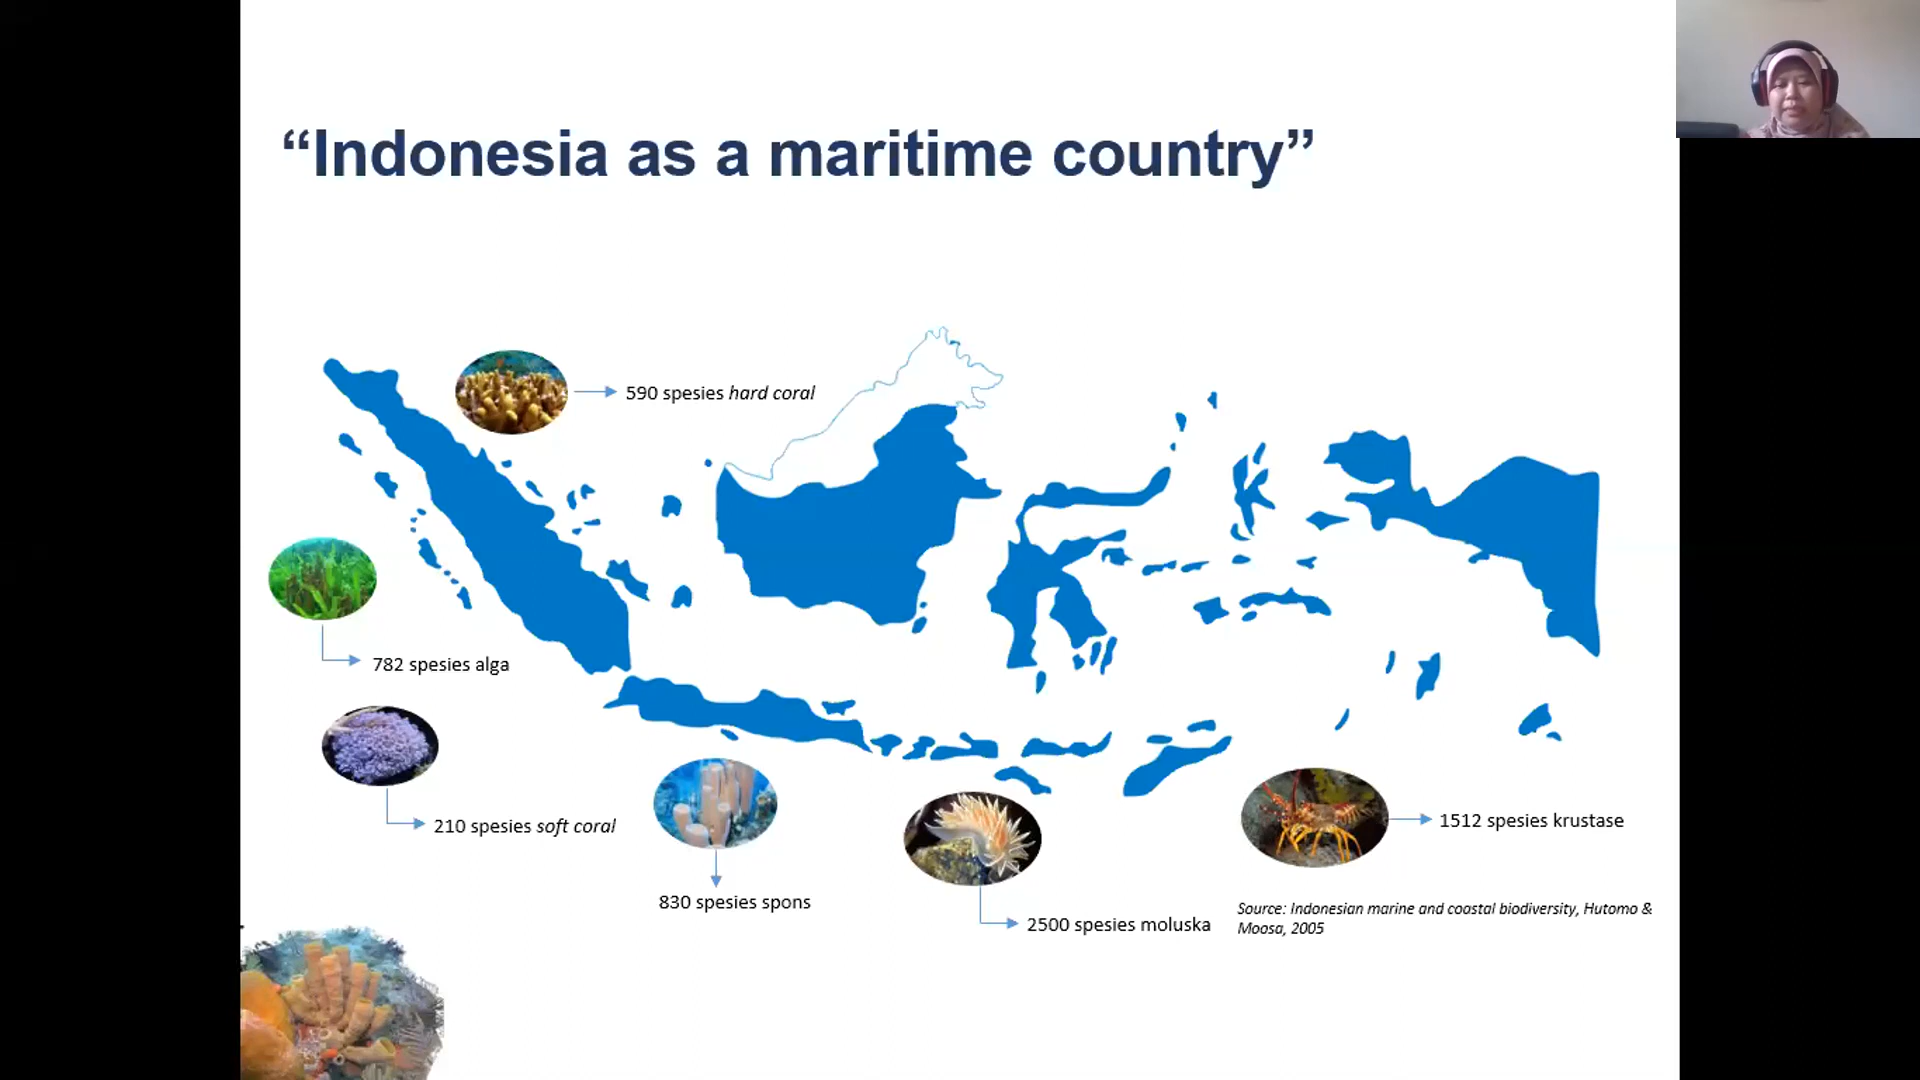 “Indonesia as a maritime country”
590 spesies hard coral
782 spesies alga
210 spesies soft coral
830 spesies spons
2500 spesies moluska
1512 spesies krustase
Source: Indonesian marine and coastal biodiversity, Hutomo &
Moosa, 2005